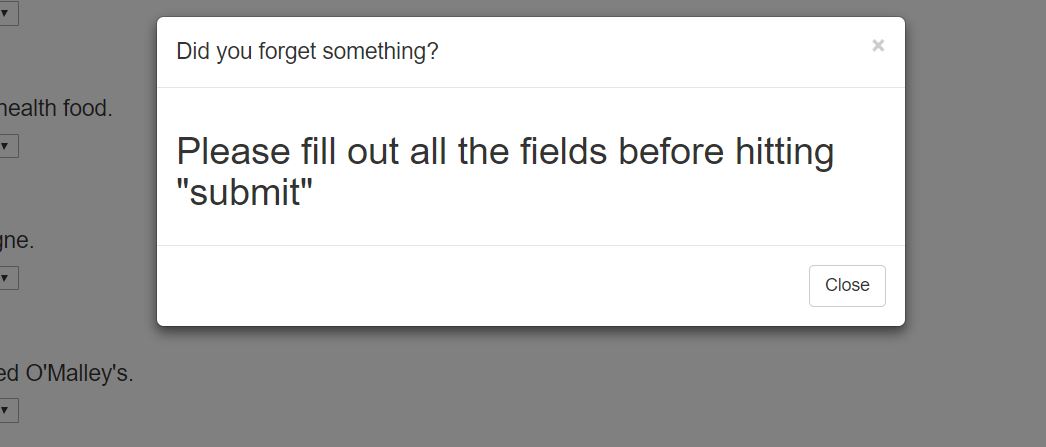 Did you forget something?
×
health food.
Please fill out all the fields before hitting
"submit"
gne.
Close
ed O'Malley's.